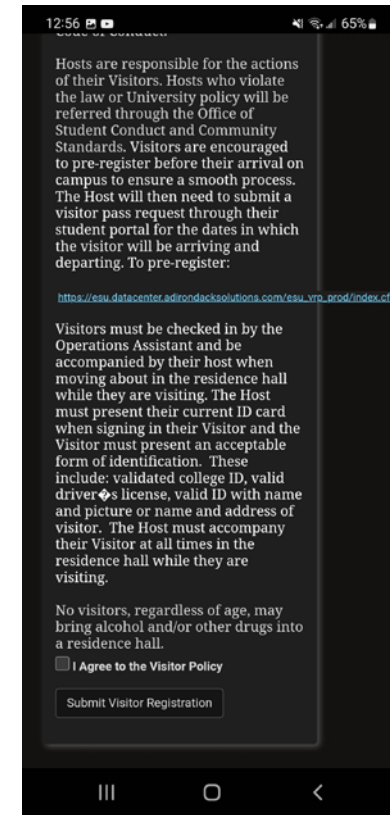 12:56
65%
Code of Conduct.
Hosts are responsible for the actions
of their Visitors. Hosts who violate
the law or University policy will be
referred through the Office of
Student Conduct and Community
Standards. Visitors are encouraged
to pre-register before their arrival on
campus to ensure a smooth process.
The Host will then need to submit a
visitor pass request through their
student portal for the dates in which
the visitor will be arriving and
departing. To pre-register:
https://esu.datacenter.adirondacksolutions.com/esu_vrp_prod/index.cf
Visitors must be checked in by the
Operations Assistant and be
accompanied by their host when
moving about in the residence hall
while they are visiting. The Host
must present their current ID card
when signing in their Visitor and the
Visitor must present an acceptable
form of identification.  These
include: validated college ID, valid
driver�s license, valid ID with name
and picture or name and address of
visitor.  The Host must accompany
their Visitor at all times in the
residence hall while they are
visiting.
No visitors, regardless of age, may
bring alcohol and/or other drugs into
a residence hall.
I Agree to the Visitor Policy
Submit Visitor Registration